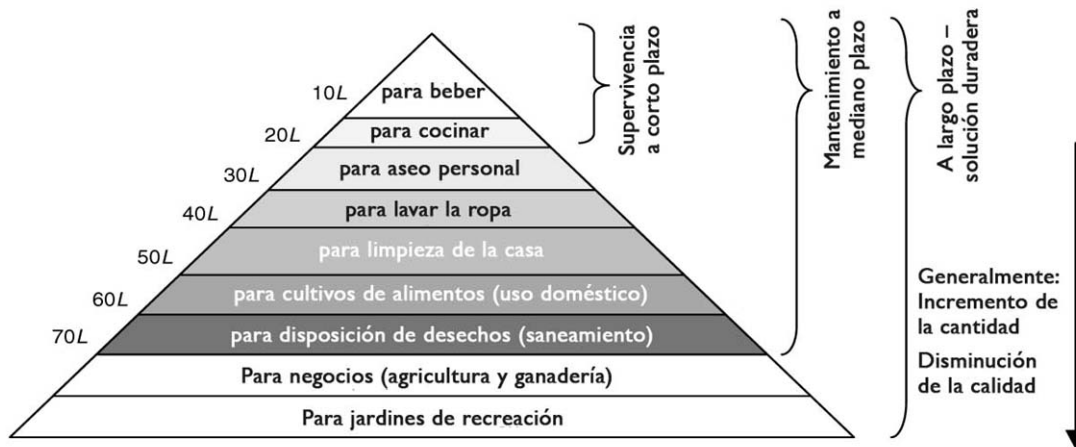 10L
para beber
20L
para cocinar
30L
para aseo personal
40L
para lavar la ropa
50L
para limpieza de la casa
60L
para cultivos de alimentos (uso doméstico)
70L
para disposición de desechos (saneamiento)
Para negocios (agricultura y ganadería)
Para jardines de recreación
Supervivencia
a corto plazo
Mantenimiento a
mediano plazo
A largo plazo –
solución duradera
Generalmente:
Incremento de
la cantidad
Disminución
de la calidad